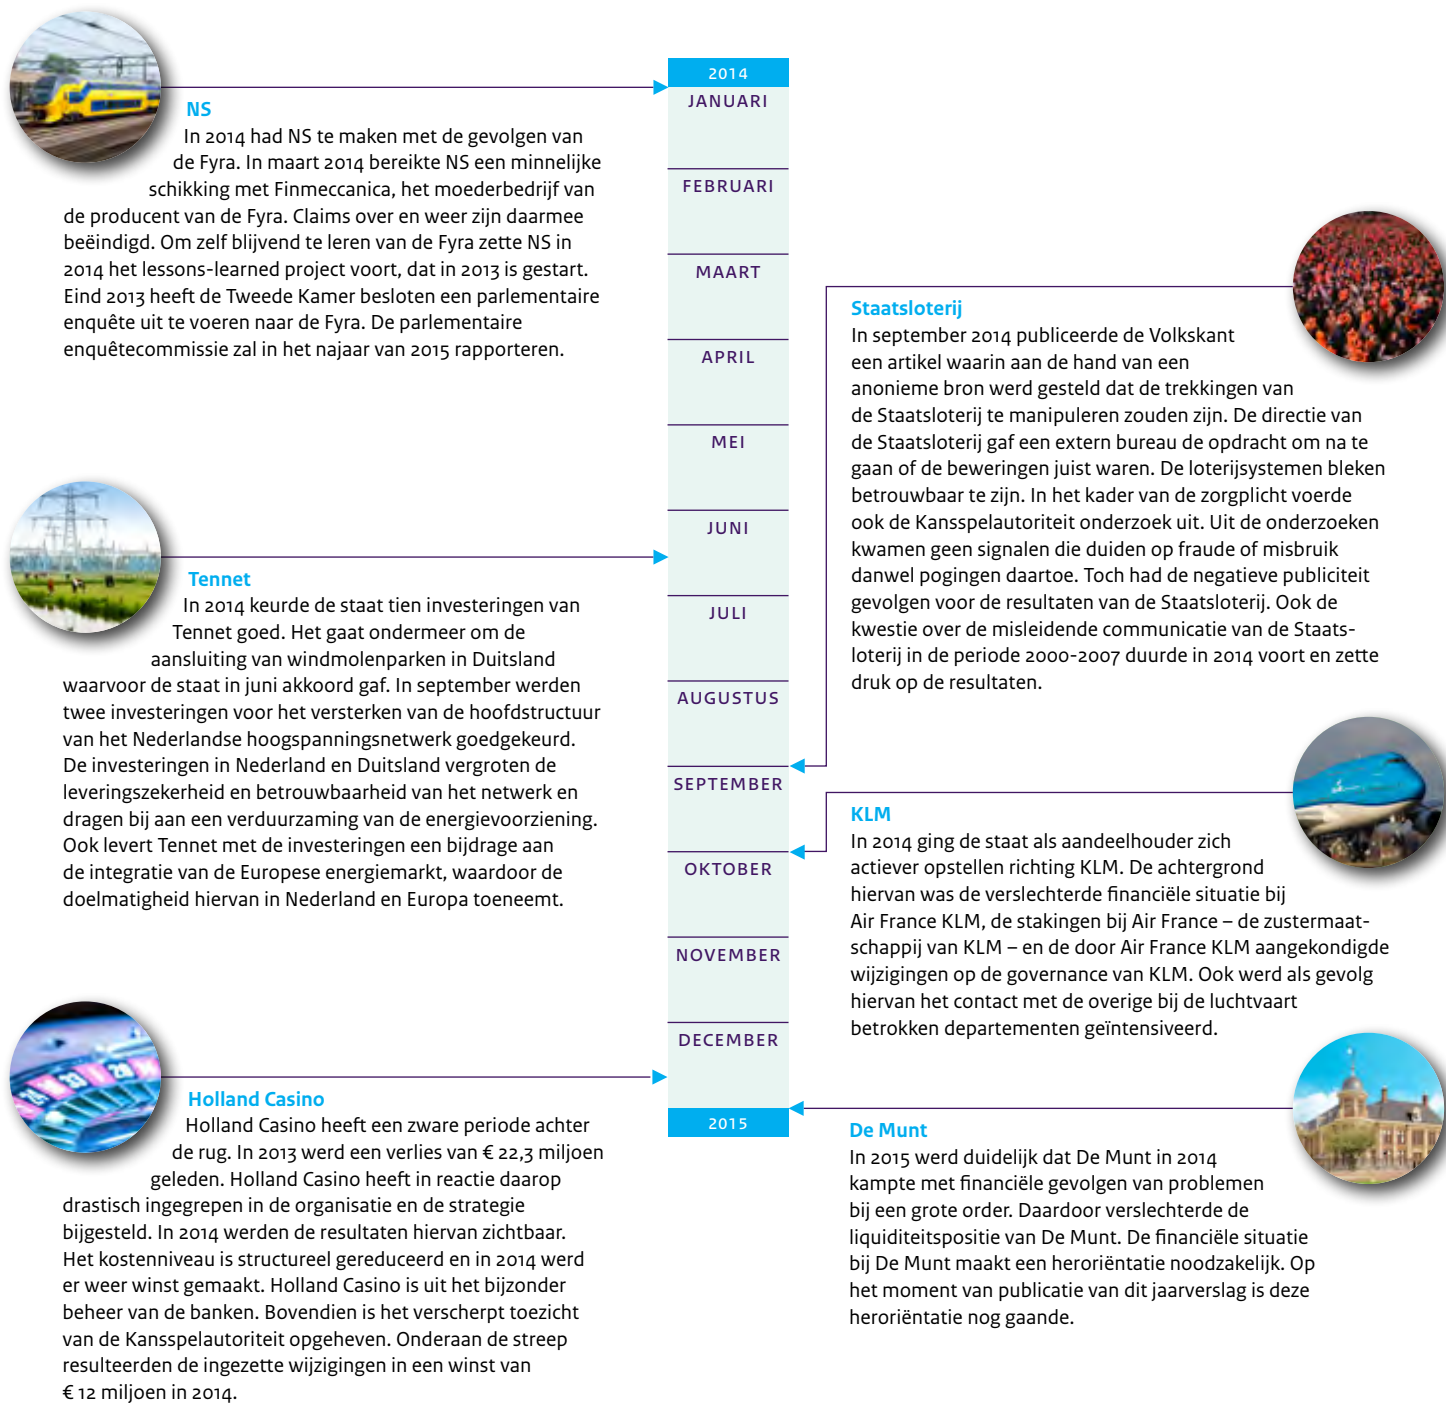 NS
In 2014 had NS te maken met de gevolgen van
de Fyra. In maart 2014 bereikte NS een minnelijke
schikking met Finmeccanica, het moederbedrijf van
de producent van de Fyra. Claims over en weer zijn daarmee
beëindigd. Om zelf blijvend te leren van de Fyra zette NS in
2014 het lessons-learned project voort, dat in 2013 is gestart.
Eind 2013 heeft de Tweede Kamer besloten een parlementaire
enquête uit te voeren naar de Fyra. De parlementaire
enquêtecommissie zal in het najaar van 2015 rapporteren.
Tennet
In 2014 keurde de staat tien investeringen van
Tennet goed. Het gaat ondermeer om de
aansluiting van windmolenparken in Duitsland
waarvoor de staat in juni akkoord gaf. In september werden
twee investeringen voor het versterken van de hoofdstructuur
van het Nederlandse hoogspanningsnetwerk goedgekeurd.
De investeringen in Nederland en Duitsland vergroten de
leveringszekerheid en betrouwbaarheid van het netwerk en
dragen bij aan een verduurzaming van de energievoorziening.
Ook levert Tennet met de investeringen een bijdrage aan
de integratie van de Europese energiemarkt, waardoor de
doelmatigheid hiervan in Nederland en Europa toeneemt.
Holland Casino
Holland Casino heeft een zware periode achter
de rug. In 2013 werd een verlies van € 22,3 miljoen
geleden. Holland Casino heeft in reactie daarop
drastisch ingegrepen in de organisatie en de strategie
bijgesteld. In 2014 werden de resultaten hiervan zichtbaar.
Het kostenniveau is structureel gereduceerd en in 2014 werd
er weer winst gemaakt. Holland Casino is uit het bijzonder
beheer van de banken. Bovendien is het verscherpt toezicht
van de Kansspelautoriteit opgeheven. Onderaan de streep
resulteerden de ingezette wijzigingen in een winst van
€ 12 miljoen in 2014.
2014
JANUARI
FEBRUARI
MAART
APRIL
MEI
JUNI
JULI
AUGUSTUS
SEPTEMBER
OKTOBER
NOVEMBER
DECEMBER
2015
Staatsloterij
In september 2014 publiceerde de Volkskant
een artikel waarin aan de hand van een
anonieme bron werd gesteld dat de trekkingen van
de Staatsloterij te manipuleren zouden zijn. De directie van
de Staatsloterij gaf een extern bureau de opdracht om na te
gaan of de beweringen juist waren. De loterijsystemen bleken
betrouwbaar te zijn. In het kader van de zorgplicht voerde
ook de Kansspelautoriteit onderzoek uit. Uit de onderzoeken
kwamen geen signalen die duiden op fraude of misbruik
danwel pogingen daartoe. Toch had de negatieve publiciteit
gevolgen voor de resultaten van de Staatsloterij. Ook de
kwestie over de misleidende communicatie van de Staats-
loterij in de periode 2000-2007 duurde in 2014 voort en zette
druk op de resultaten.
KLM
In 2014 ging de staat als aandeelhouder zich
actiever opstellen richting KLM. De achtergrond
hiervan was de verslechterde financiële situatie bij
Air France KLM, de stakingen bij Air France – de zustermaat-
schappij van KLM – en de door Air France KLM aangekondigde
wijzigingen op de governance van KLM. Ook werd als gevolg
hiervan het contact met de overige bij de luchtvaart
betrokken departementen geïntensiveerd.
De Munt
In 2015 werd duidelijk dat De Munt in 2014
kampte met financiële gevolgen van problemen
bij een grote order. Daardoor verslechterde de
liquiditeitspositie van De Munt. De financiële situatie
bij De Munt maakt een heroriëntatie noodzakelijk. Op
het moment van publicatie van dit jaarverslag is deze
heroriëntatie nog gaande.